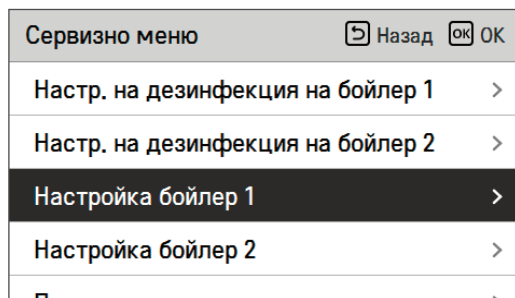 Сервизно меню Назад OK OK
Настр. на дезинфекция на бойлер 1
Настр. на дезинфекция на бойлер 2
Настройка бойлер 1
Настройка бойлер 2